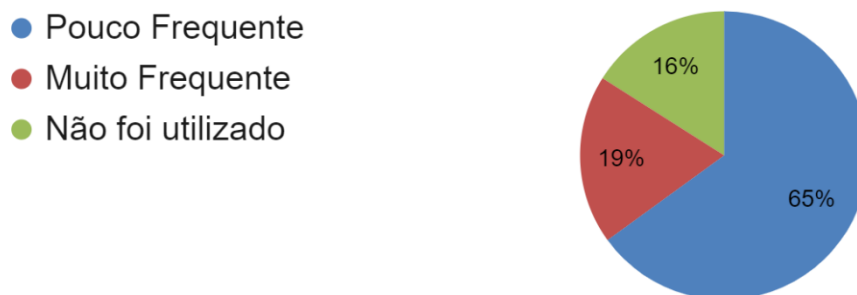 Pouco Frequente
Muito Frequente
Não foi utilizado
16%
19%
65%